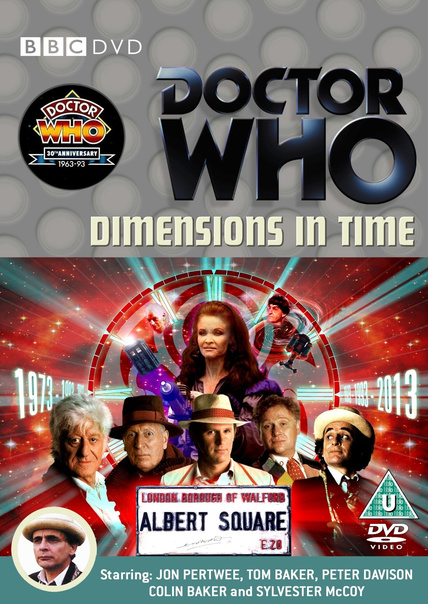 BBC DVD
DOCTOR
WHO
30TH ANNIVERSARY
1963-93
DOCTOR
WHO
DIMENSIONS IN TIME
1973
2013
LONDON BOROUGH OF WALFORD
ALBERT SQUARE
E.20
U
DVD
VIDEO
Starring: JON PERTWEE, TOM BAKER, PETER DAVISON
COLIN BAKER and SYLVESTER McCOY